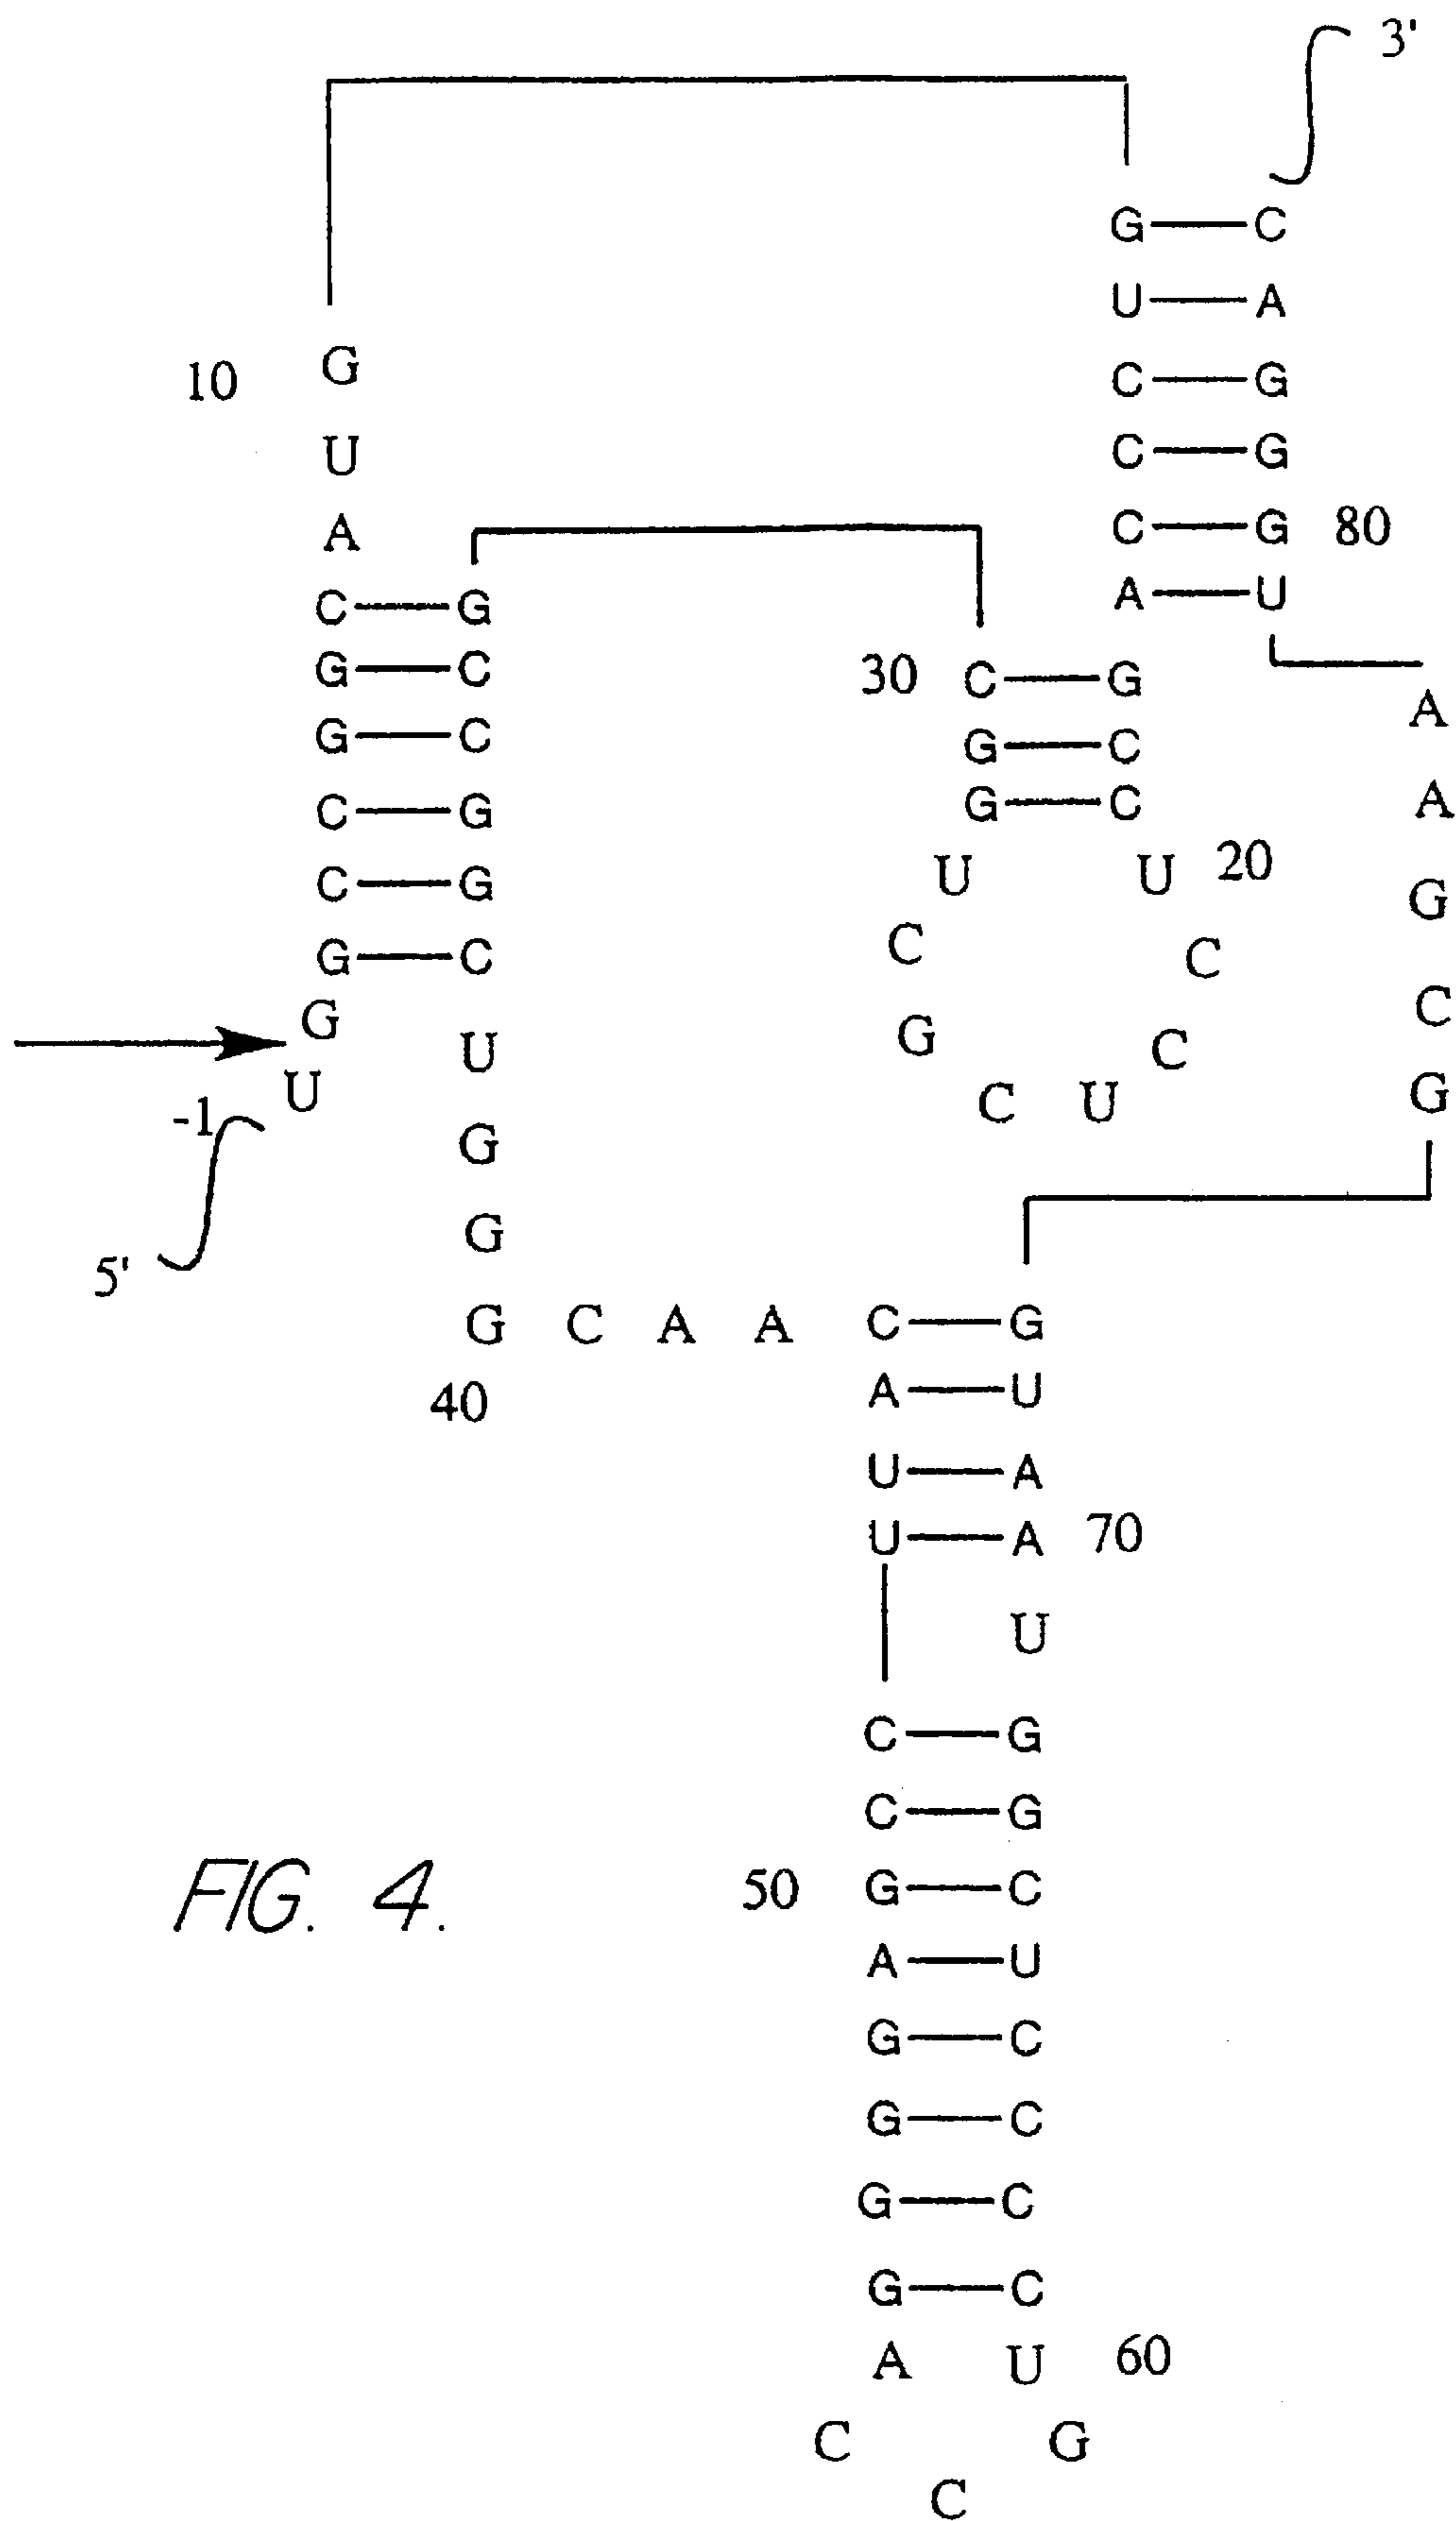 3'
G C
U A
10 G C G
U C G
A C G 80
C G A U
G C 30 C G A
G C G C A
C G G C G
C G U U 20 C
G C C C G
G U G C
U G C U
-1 G
5' G
G C A A C G
40 A U
U A
U A 70
U
C G
C G
50 G C
A U
G C
G C
G C
G C
A U 60
C G
C
FIG. 4.